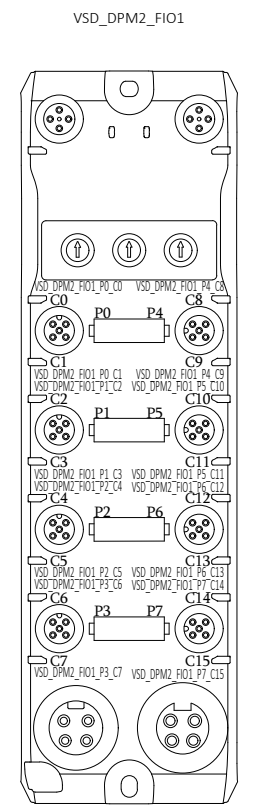 VSD_DPM2_FIO1
VSD_DPM2_FIO1_P0_C0 VSD_DPM2_FIO1_P4_C8
C0 C8
P0 P4
C1 C9
VSD_DPM2_FIO1_P0_C1 VSD_DPM2_FIO1_P4_C9
VSD_DPM2_FIO1_P1_C2 VSD_DPM2_FIO1_P5_C10
C2 C10
P1 P5
C3 C11
VSD_DPM2_FIO1_P1_C3 VSD_DPM2_FIO1_P5_C11
VSD_DPM2_FIO1_P2_C4 VSD_DPM2_FIO1_P6_C12
C4 C12
P2 P6
C5 C13
VSD_DPM2_FIO1_P2_C5 VSD_DPM2_FIO1_P6_C13
VSD_DPM2_FIO1_P3_C6 VSD_DPM2_FIO1_P7_C14
C6 C14
P3 P7
C7 C15
VSD_DPM2_FIO1_P3_C7 VSD_DPM2_FIO1_P7_C15